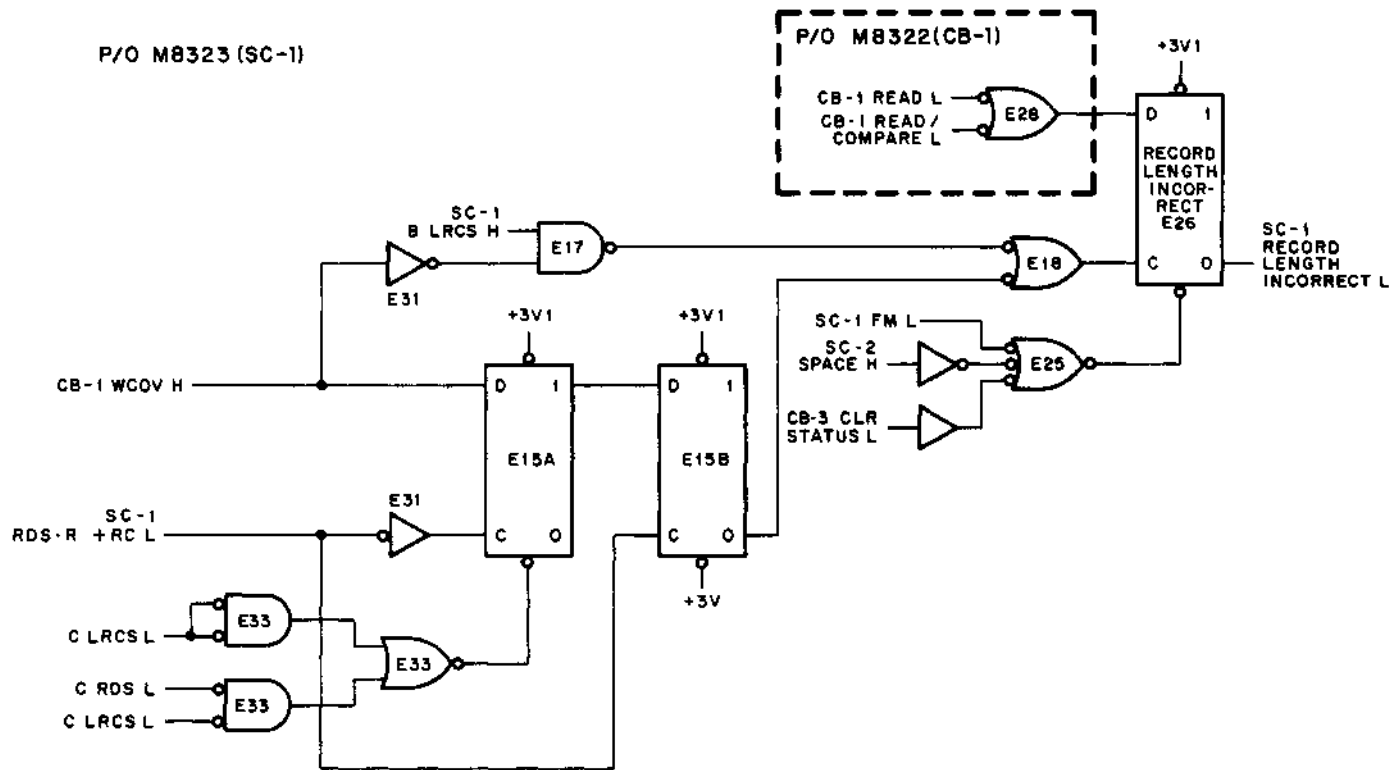 P/O M8323 (SC-1)
P/O M8322(CB-1)
CB-1 READ L
CB-1 READ/
COMPARE L
E28
+3V1
D 1
RECORD
LENGTH
INCOR-
RECT
E26
C 0
SC-1
RECORD
LENGTH
INCORRECT L
SC-1
B LRCS H
E17
E31
E18
CB-1 WCOV H
+3V1
D 1
E15A
C 0
+3V1
D 1
E15B
C 0
+3V
SC-1 FM L
SC-2
SPACE H
CB-3 CLR
STATUS L
E25
SC-1
RDS·R +RC L
E31
C LRCS L
E33
C RDS L
C LRCS L
E33
E33